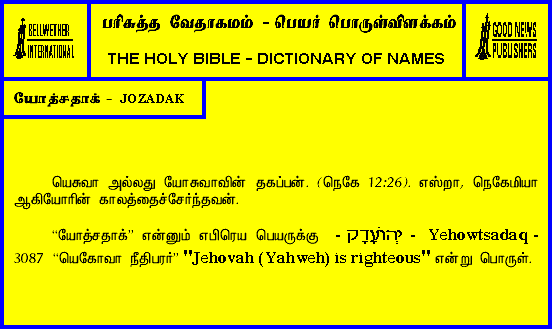 BELLWETHER
INTERNATIONAL
பரிசுத்த வேதாகமம் - பெயர் பொருள்விளக்கம்
THE HOLY BIBLE - DICTIONARY OF NAMES
GOOD NEWS
PUBLISHERS
யோத்சதாக் - JOZADAK
யெசுவா அல்லது யோசுவாவின் தகப்பன். (நெகே 12:26). எஸ்றா, நெகேமியா
ஆகியோரின் காலத்தைச்சேர்ந்தவன்.
“யோத்சதாக்” என்னும் எபிரெய பெயருக்கு - - Yehowtsadaq -
3087 “யெகோவா நீதிபரர்” "Jehovah (Yahweh) is righteous" என்று பொருள்.